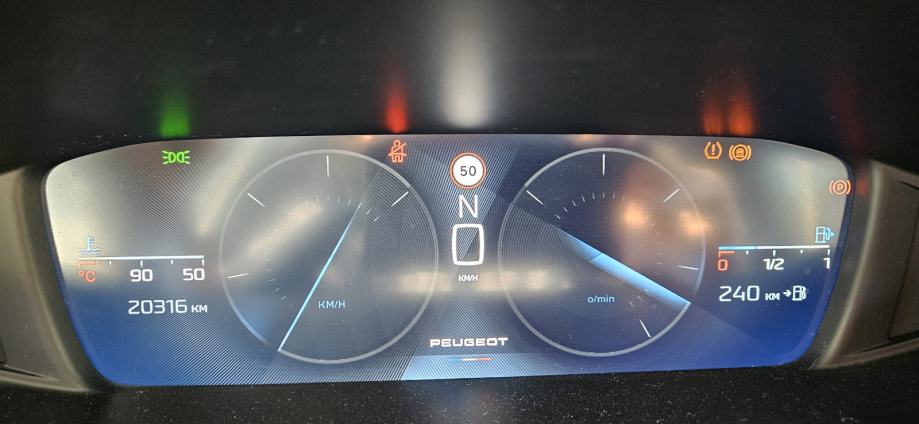 50
N
0
KM/H
°C 90 50
20316 KM
KM/H
o/min
0 1/2 1
240 KM
PEUGEOT
P